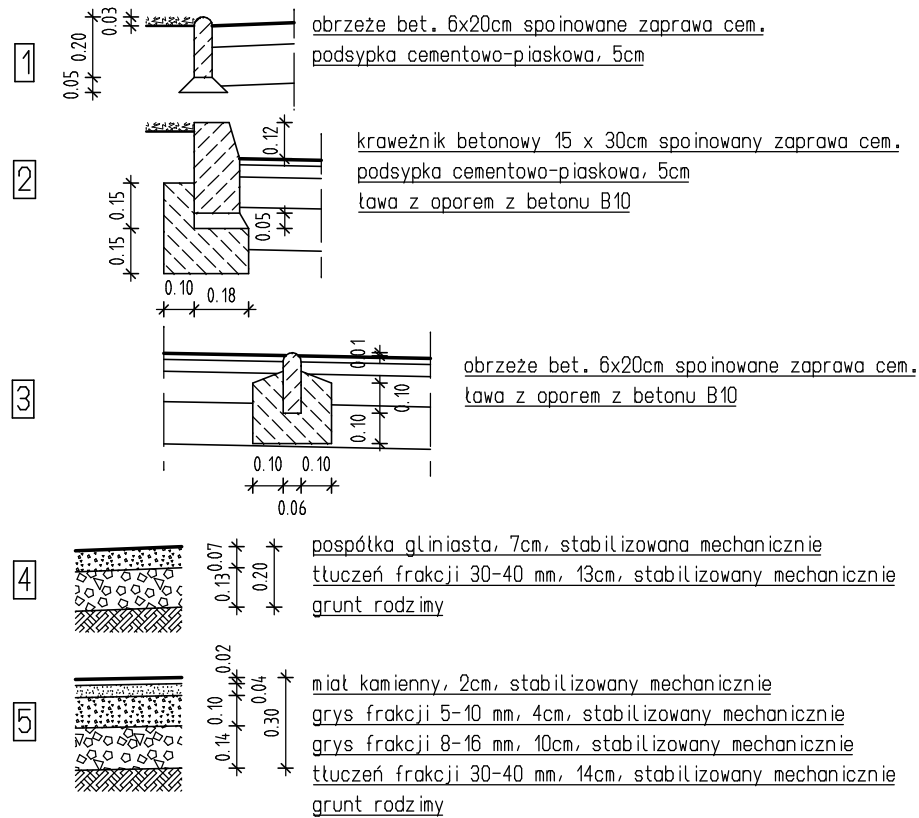 1
0.03
0.20
0.05
obrzeże bet. 6x20cm spoinowane zaprawa cem.
podsypka cementowo-piaskowa, 5cm
2
0.12
0.15
0.15
0.05
0.10 0.18
kraweżnik betonowy 15 x 30cm spoinowany zaprawa cem.
podsypka cementowo-piaskowa, 5cm
ława z oporem z betonu B10
3
0.01
0.10
0.10
0.10 0.10
0.06
obrzeże bet. 6x20cm spoinowane zaprawa cem.
ława z oporem z betonu B10
4
0.07
0.13
0.20
pospółka gliniasta, 7cm, stabilizowana mechanicznie
tłuczeń frakcji 30-40 mm, 13cm, stabilizowany mechanicznie
grunt rodzimy
5
0.02
0.04
0.10
0.14
0.30
miał kamienny, 2cm, stabilizowany mechanicznie
grys frakcji 5-10 mm, 4cm, stabilizowany mechanicznie
grys frakcji 8-16 mm, 10cm, stabilizowany mechanicznie
tłuczeń frakcji 30-40 mm, 14cm, stabilizowany mechanicznie
grunt rodzimy